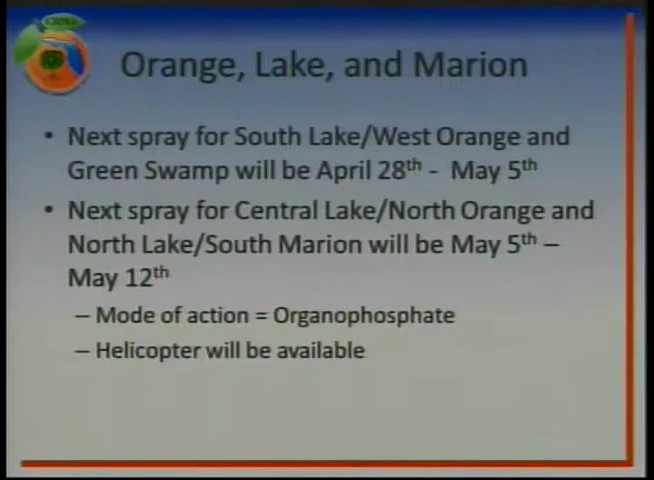 Orange, Lake, and Marion
• Next spray for South Lake/West Orange and
Green Swamp will be April 28th - May 5th
• Next spray for Central Lake/North Orange and
North Lake/South Marion will be May 5th –
May 12th
– Mode of action = Organophosphate
– Helicopter will be available